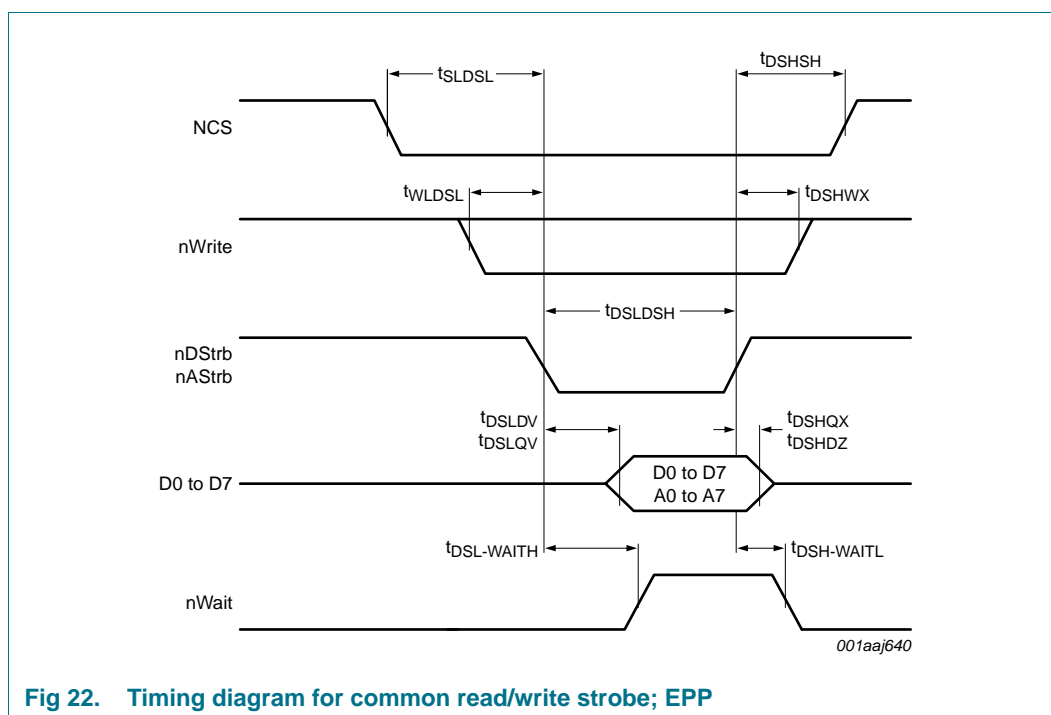 tSLDSL
tDSHSH
NCS
tWLDSL
tDSHWX
nWrite
tDSLDSH
nDStrb
nAStrb
tDSLDV
tDSLQV
tDSHQX
tDSHDZ
D0 to D7
D0 to D7
A0 to A7
tDSL-WAITH
tDSH-WAITL
nWait
001aaj640
Fig 22. Timing diagram for common read/write strobe; EPP